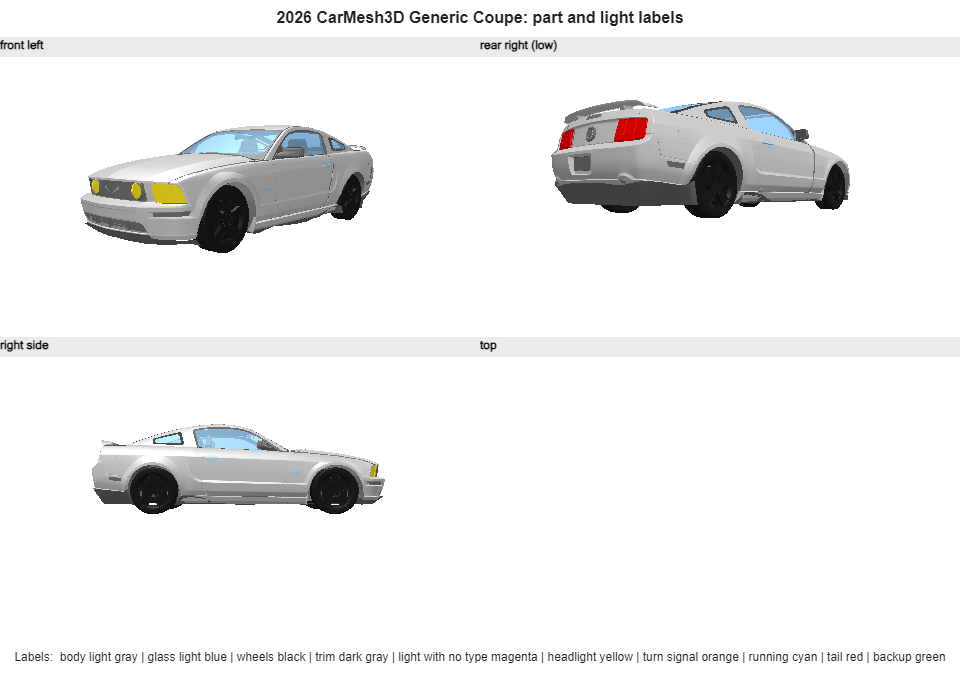 2026 CarMesh3D Generic Coupe: part and light labels
front left
rear right (low)
right side
top
Labels:  body light gray | glass light blue | wheels black | trim dark gray | light with no type magenta | headlight yellow | turn signal orange | running cyan | tail red | backup green